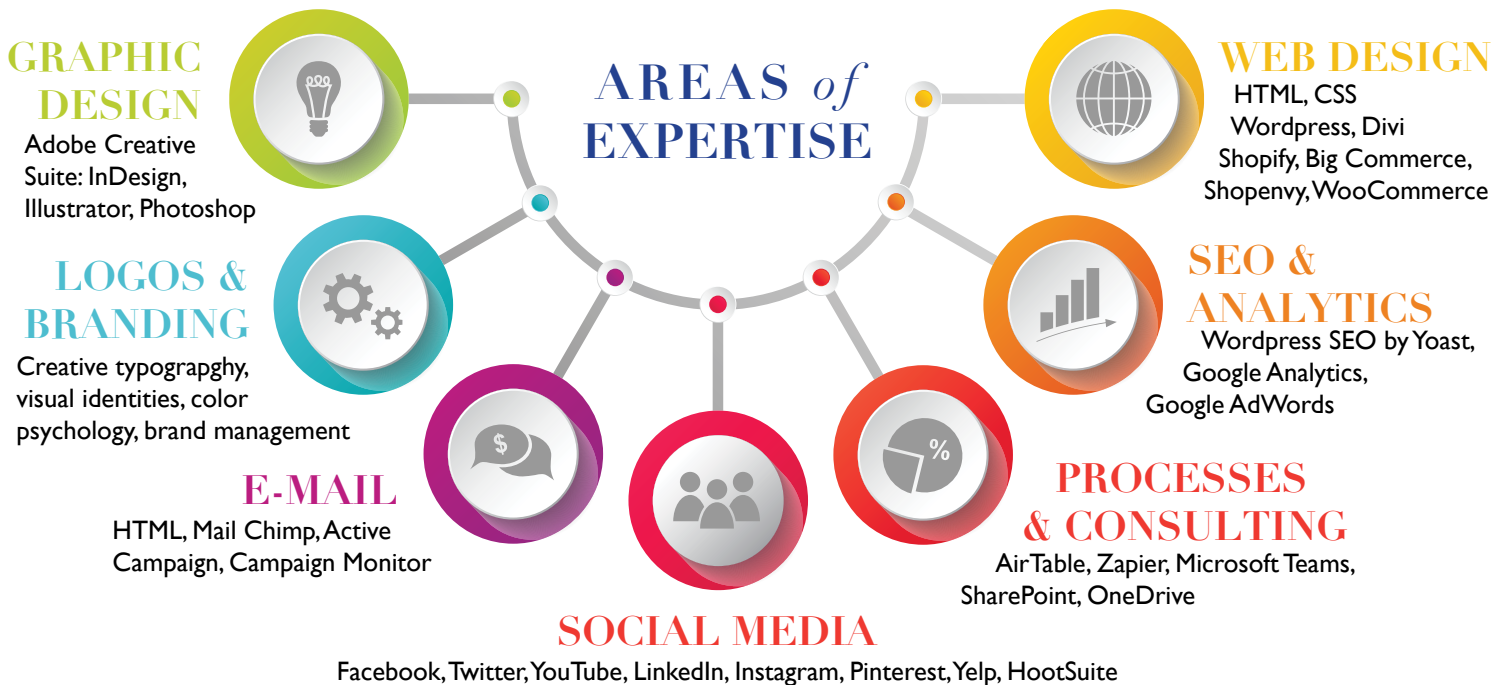 AREAS of
EXPERTISE
GRAPHIC
DESIGN
Adobe Creative
Suite: InDesign,
Illustrator, Photoshop
LOGOS &
BRANDING
Creative typograpghy,
visual identities, color
psychology, brand management
E-MAIL
$
HTML, Mail Chimp, Active
Campaign, Campaign Monitor
SOCIAL MEDIA
Facebook, Twitter, YouTube, LinkedIn, Instagram, Pinterest, Yelp, HootSuite
%
PROCESSES
& CONSULTING
AirTable, Zapier, Microsoft Teams,
SharePoint, OneDrive
SEO &
ANALYTICS
Wordpress SEO by Yoast,
Google Analytics,
Google AdWords
WEB DESIGN
HTML, CSS
Wordpress, Divi
Shopify, Big Commerce,
Shopenvy, WooCommerce